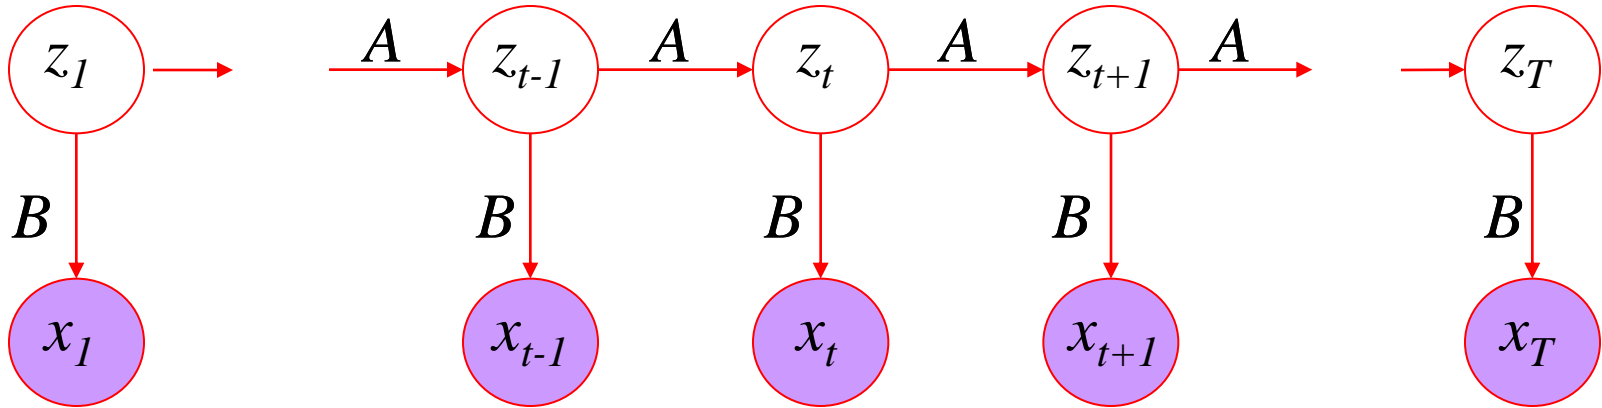 z1 A zt-1 A zt A zt+1 A zT
B B B B B
x1 xt-1 xt xt+1 xT